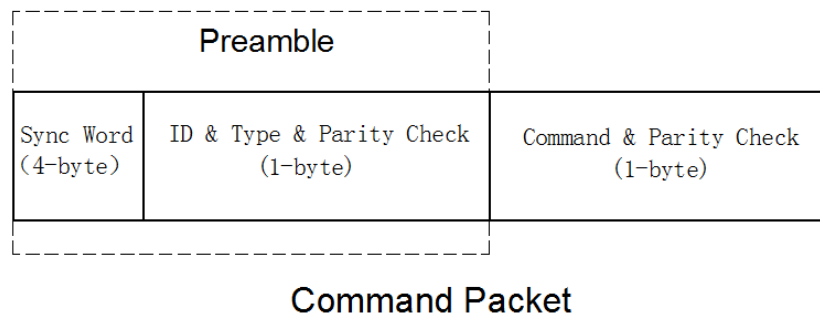 Preamble
Sync Word
(4-byte)
ID & Type & Parity Check
(1-byte)
Command & Parity Check
(1-byte)
Command Packet